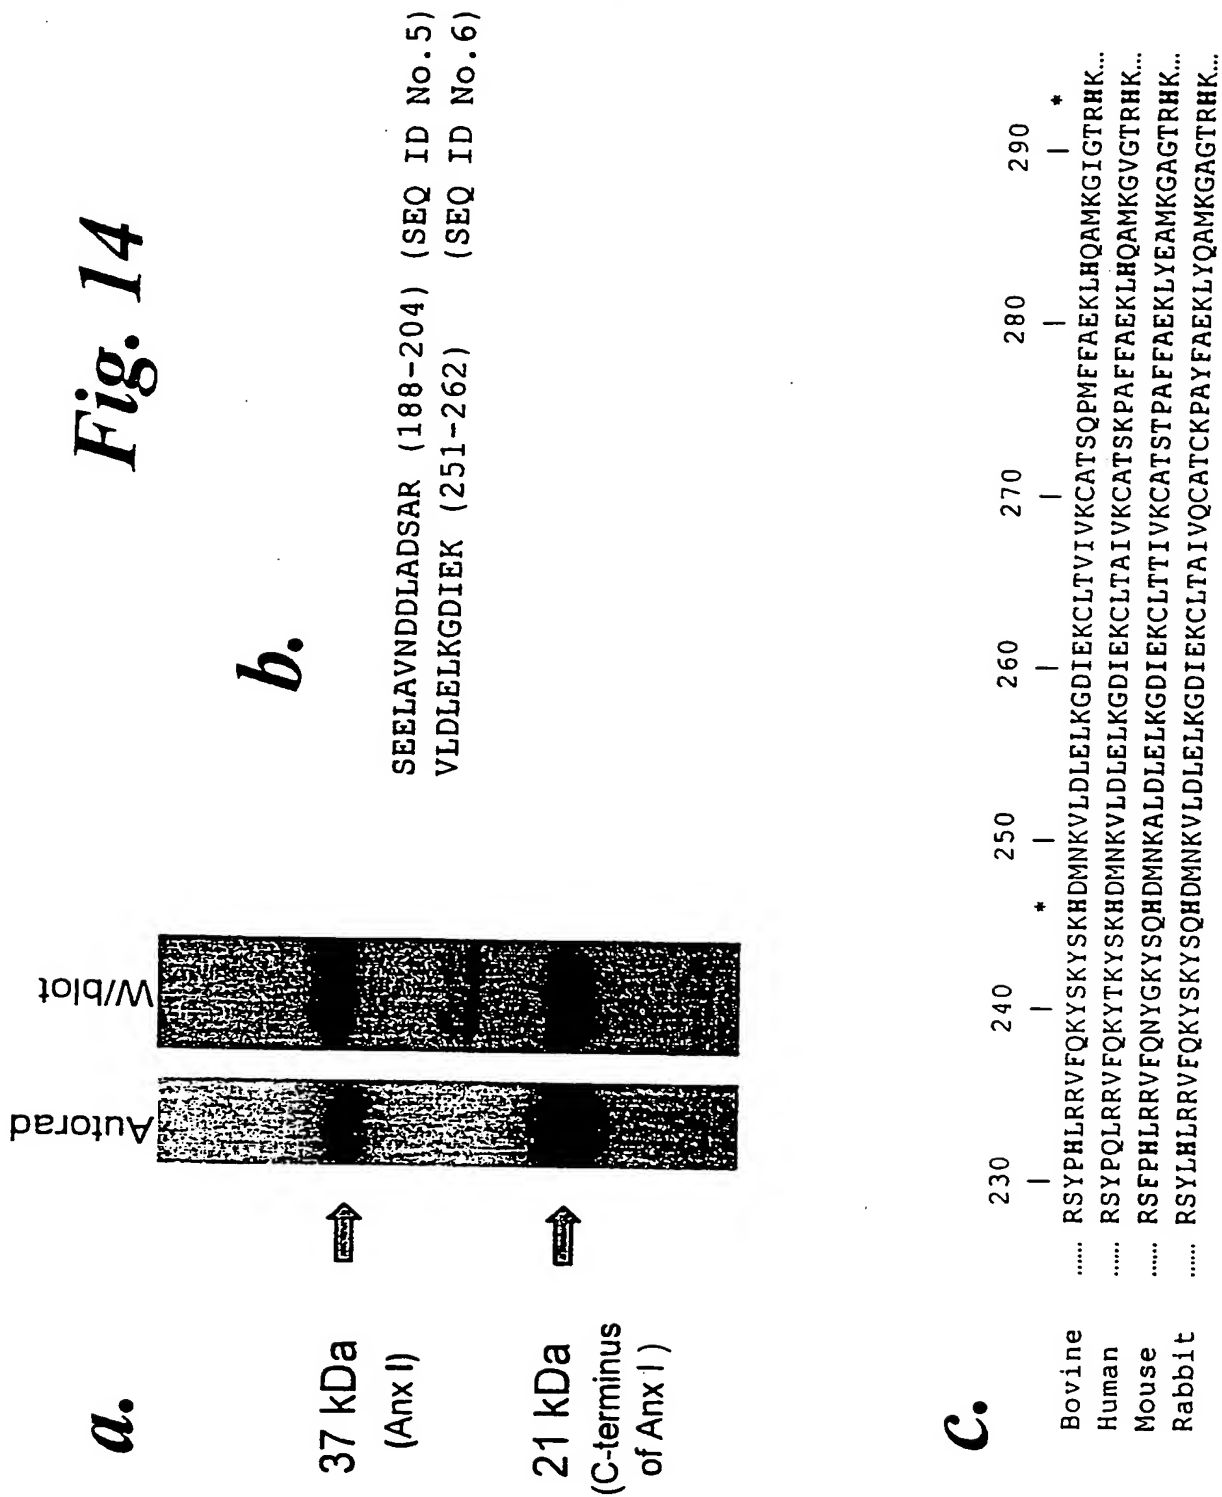 Fig. 14
a.
Autorad
W/blot
37 kDa
(Anx I)
21 kDa
(C-terminus
of Anx I )
b.
SEELAVNDDLADSAR (188-204) (SEQ ID No.5)
VLDLELKGDIEK (251-262) (SEQ ID No.6)
c.
230 240 * 250 260 270 280 290 *
Bovine ...... RSYPHLRRVFQKYSKYSKHDMNKVLDLELKGDIEKCLTVIVKCATSQPMFFAEKLHQAMKGIGTRHK...
Human ...... RSYPQLRRVFQKYTKYSKHDMNKVLDLELKGDIEKCLTAIVKCATSKPAFFAEKLHQAMKGVGTRHK...
Mouse ...... RSFPHLRRVFQNYGKYSQHDMNKALDLELKGDIEKCLTTIVKCATSTPAFFAEKLYEAMKGAGTRHK...
Rabbit ...... RSYLHLRRVFQKYSKYSQHDMNKVLDLELKGDIEKCLTAIVQCATCKPAYFAEKLYQAMKGAGTRHK...